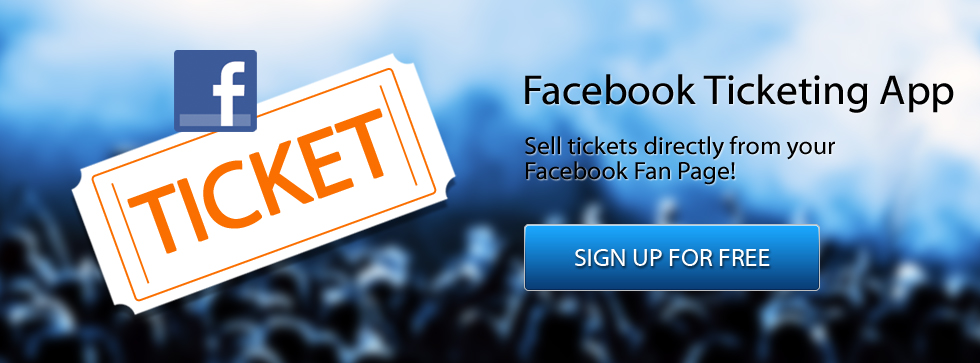 f
TICKET
Facebook Ticketing App
Sell tickets directly from your
Facebook Fan Page!
SIGN UP FOR FREE